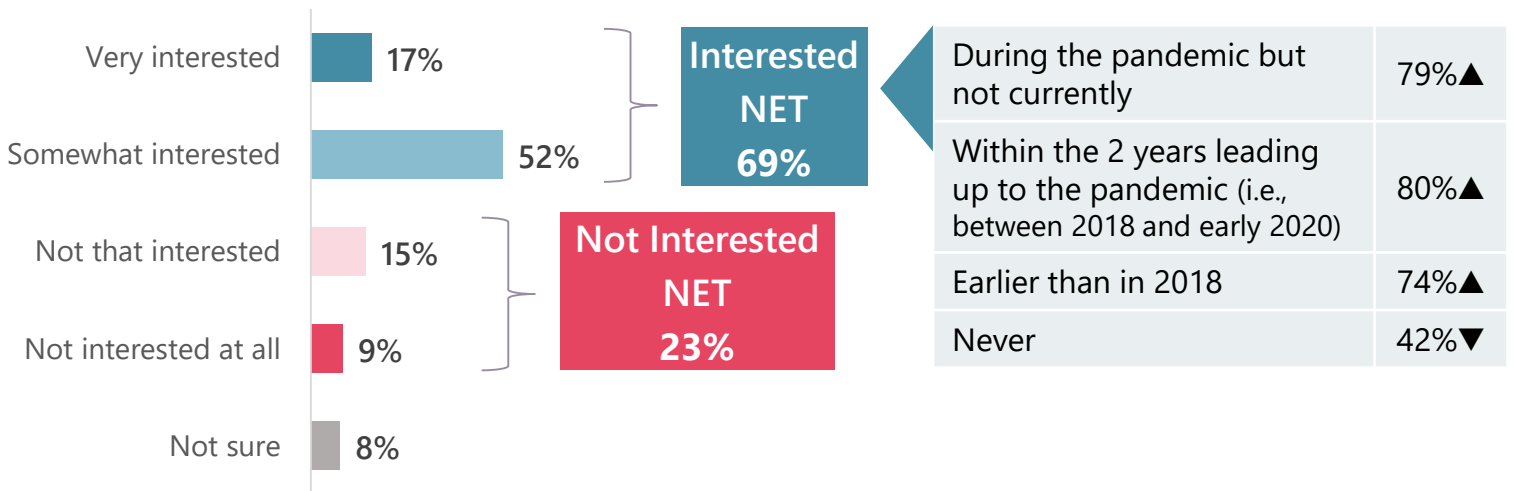 Very interested
17%
Somewhat interested
52%
Not that interested
15%
Not interested at all
9%
Not sure
8%
Interested
NET
69%
Not Interested
NET
23%
During the pandemic but
not currently
79%▲
Within the 2 years leading
up to the pandemic (i.e.,
between 2018 and early 2020)
80%▲
Earlier than in 2018
74%▲
Never
42%▼